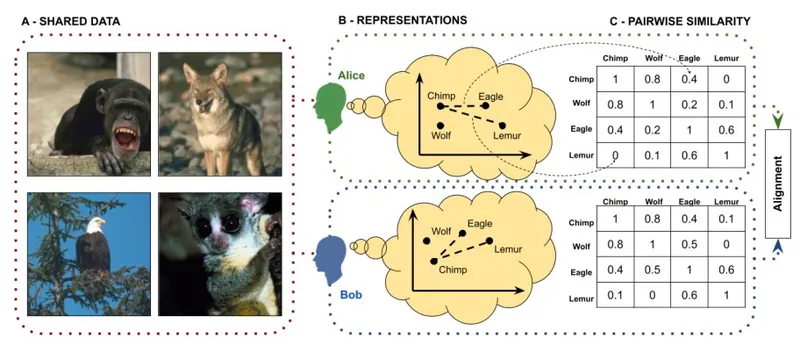 A - SHARED DATA
B - REPRESENTATIONS
C - PAIRWISE SIMILARITY
Alice
Chimp Eagle
Wolf Lemur
Chimp Wolf Eagle Lemur
Chimp 1 0.8 0.4 0
Wolf 0.8 1 0.2 0.1
Eagle 0.4 0.2 1 0.6
Lemur 0 0.1 0.6 1
Bob
Wolf Eagle
Lemur
Chimp
Chimp Wolf Eagle Lemur
Chimp 1 0.8 0.4 0.1
Wolf 0.8 1 0.5 0
Eagle 0.4 0.5 1 0.6
Lemur 0.1 0 0.6 1
Alignment